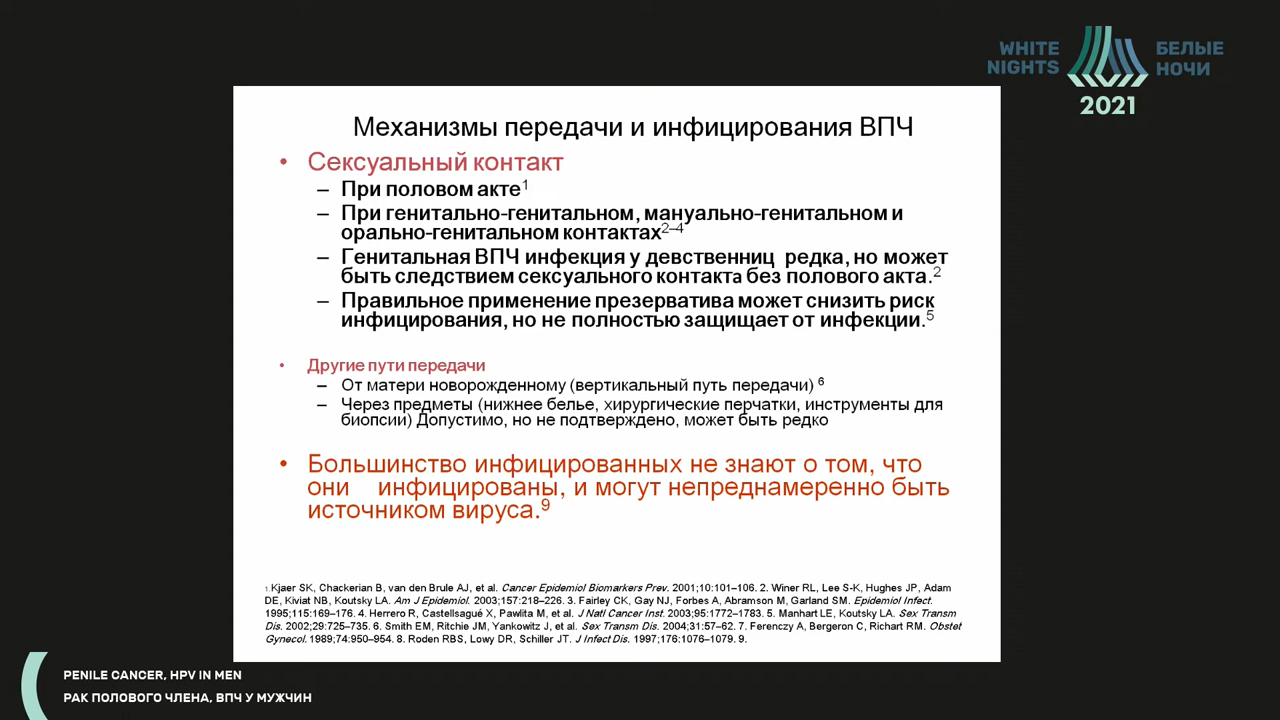 WHITE NIGHTS
БЕЛЫЕ НОЧИ
2021
Механизмы передачи и инфицирования ВПЧ
• Сексуальный контакт
– При половом акте1
– При генитально-генитальном, мануально-генитальном и
орально-генитальном контактах2–4
– Генитальная ВПЧ инфекция у девственниц редка, но может
быть следствием сексуального контакта без полового акта.2
– Правильное применение презерватива может снизить риск
инфицирования, но не полностью защищает от инфекции.5
• Другие пути передачи
– От матери новорожденному (вертикальный путь передачи) 6
– Через предметы (нижнее белье, хирургические перчатки, инструменты для
биопсии) Допустимо, но не подтверждено, может быть редко
• Большинство инфицированных не знают о том, что
они инфицированы, и могут непреднамеренно быть
источником вируса.9
1. Kjaer SK, Chackerian B, van den Brule AJ, et al. Cancer Epidemiol Biomarkers Prev. 2001;10:101–106. 2. Winer RL, Lee S-K, Hughes JP, Adam
DE, Kiviat NB, Koutsky LA. Am J Epidemiol. 2003;157:218–226. 3. Fairley CK, Gay NJ, Forbes A, Abramson M, Garland SM. Epidemiol Infect.
1995;115:169–176. 4. Herrero R, Castellsagué X, Pawlita M, et al. J Natl Cancer Inst. 2003;95:1772–1783. 5. Manhart LE, Koutsky LA. Sex Transm
Dis. 2002;29:725–735. 6. Smith EM, Ritchie JM, Yankowitz J, et al. Sex Transm Dis. 2004;31:57–62. 7. Ferenczy A, Bergeron C, Richart RM. Obstet
Gynecol. 1989;74:950–954. 8. Roden RBS, Lowy DR, Schiller JT. J Infect Dis. 1997;176:1076–1079. 9.
PENILE CANCER, HPV IN MEN
РАК ПОЛОВОГО ЧЛЕНА, ВПЧ У МУЖЧИН